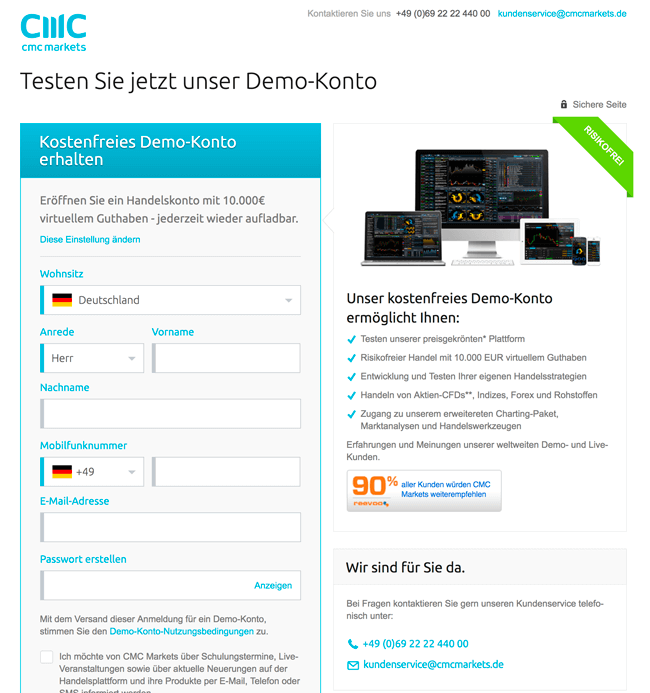 Kontaktieren Sie uns +49 (0)69 22 22 440 00 kundenservice@cmcmarkets.de
CMC
cmc markets
Testen Sie jetzt unser Demo-Konto
Sichere Seite
Kostenfreies Demo-Konto
erhalten
Eröffnen Sie ein Handelskonto mit 10.000€
virtuellem Guthaben - jederzeit wieder aufladbar.
Diese Einstellung ändern
Wohnsitz
Deutschland
Anrede Vorname
Herr
Nachname
Mobilfunknummer
+49
E-Mail-Adresse
Passwort erstellen
Anzeigen
Mit dem Versand dieser Anmeldung für ein Demo-Konto,
stimmen Sie den Demo-Konto-Nutzungsbedingungen zu.
Ich möchte von CMC Markets über Schulungstermine, Live-
Veranstaltungen sowie über aktuelle Neuerungen auf der
Handelsplattform und ihre Produkte per E-Mail, Telefon oder
SMS informiert werden
RISIKOFREI
Unser kostenfreies Demo-Konto
ermöglicht Ihnen:
Testen unserer preisgekrönten* Plattform
Risikofreier Handel mit 10.000 EUR virtuellem Guthaben
Entwicklung und Testen Ihrer eigenen Handelsstrategien
Handeln von Aktien-CFDs**, Indizes, Forex und Rohstoffen
Zugang zu unserem erweitereten Charting-Paket,
Marktanalysen und Handelswerkzeugen
Erfahrungen und Meinungen unserer weltweiten Demo- und Live-
Kunden.
90% aller Kunden würden CMC
Markets weiterempfehlen
reevoo
Wir sind für Sie da.
Bei Fragen kontaktieren Sie gern unseren Kundenservice telefo-
nisch unter:
+49 (0)69 22 22 440 00
kundenservice@cmcmarkets.de